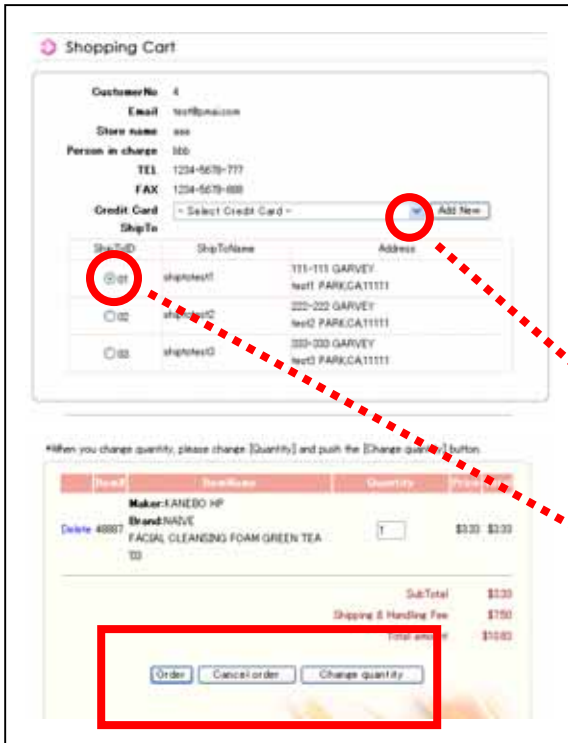 Shopping Cart
CustomerNo 4
Email
Store name aaa
Person in charge bbb
TEL 1234-5678-777
FAX 1234-5678-888
Credit Card - Select Credit Card - Add New
ShipTo
ShipToID ShipToName Address
01 shiptotest1 111-111 GARVEY
test1 PARK,CA11111
02 shiptotest2 222-222 GARVEY
test2 PARK,CA11111
03 shiptotest3 333-333 GARVEY
test3 PARK,CA11111
*When you change quantity, please change [Quantity] and push the [Change quantity] button.
Item# ItemName Quantity Price
Maker:KANEBO HP
Brand:NAIVE
Delete 48887 FACIAL CLEANSING FOAM GREEN TEA 1 $3.33 $3.33
SubTotal $3.33
Shipping & Handling Fee $7.50
Total amount $10.83
Order Cancel order Change quantity